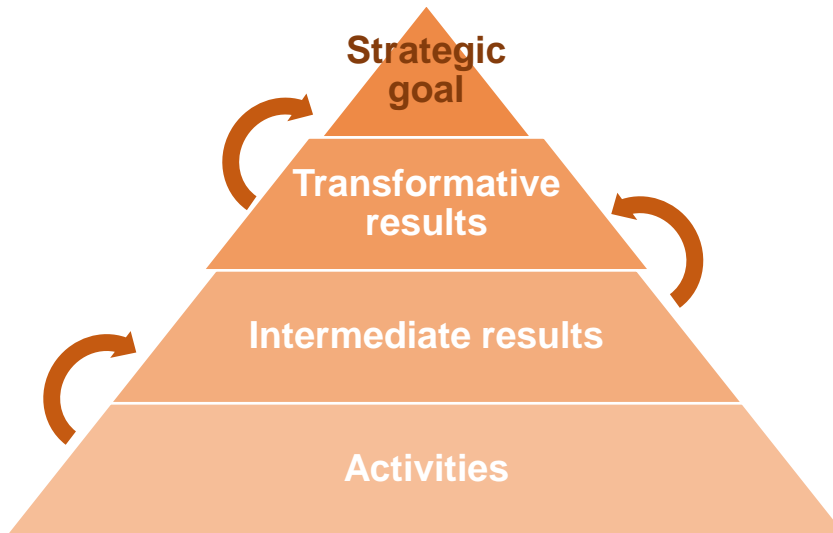 Strategic
goal
Transformative
results
Intermediate results
Activities